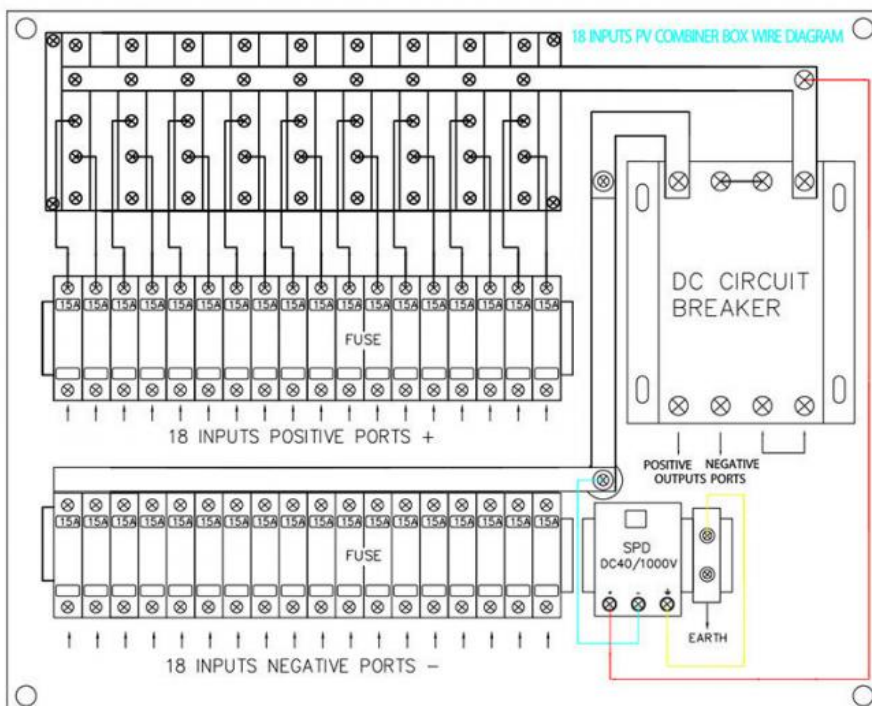 18 INPUTS PV COMBINER BOX WIRE DIAGRAM
DC CIRCUIT
BREAKER
15A 15A 15A 15A 15A 15A 15A 15A 15A 15A 15A 15A 15A 15A 15A 15A 15A 15A
FUSE
18 INPUTS POSITIVE PORTS +
POSITIVE NEGATIVE
OUTPUTS PORTS
15A 15A 15A 15A 15A 15A 15A 15A 15A 15A 15A 15A 15A 15A 15A 15A 15A 15A
FUSE
SPD
DC40/1000V
+ −
EARTH
18 INPUTS NEGATIVE PORTS −